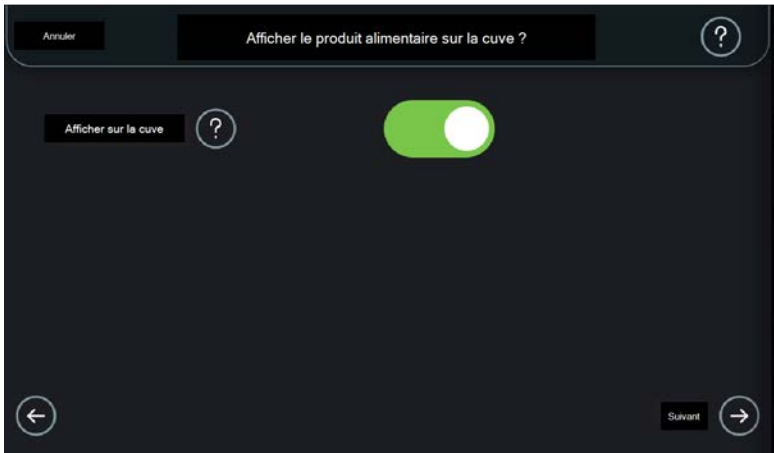 Annuler
Afficher le produit alimentaire sur la cuve ?
?
Afficher sur la cuve
?
Suivant